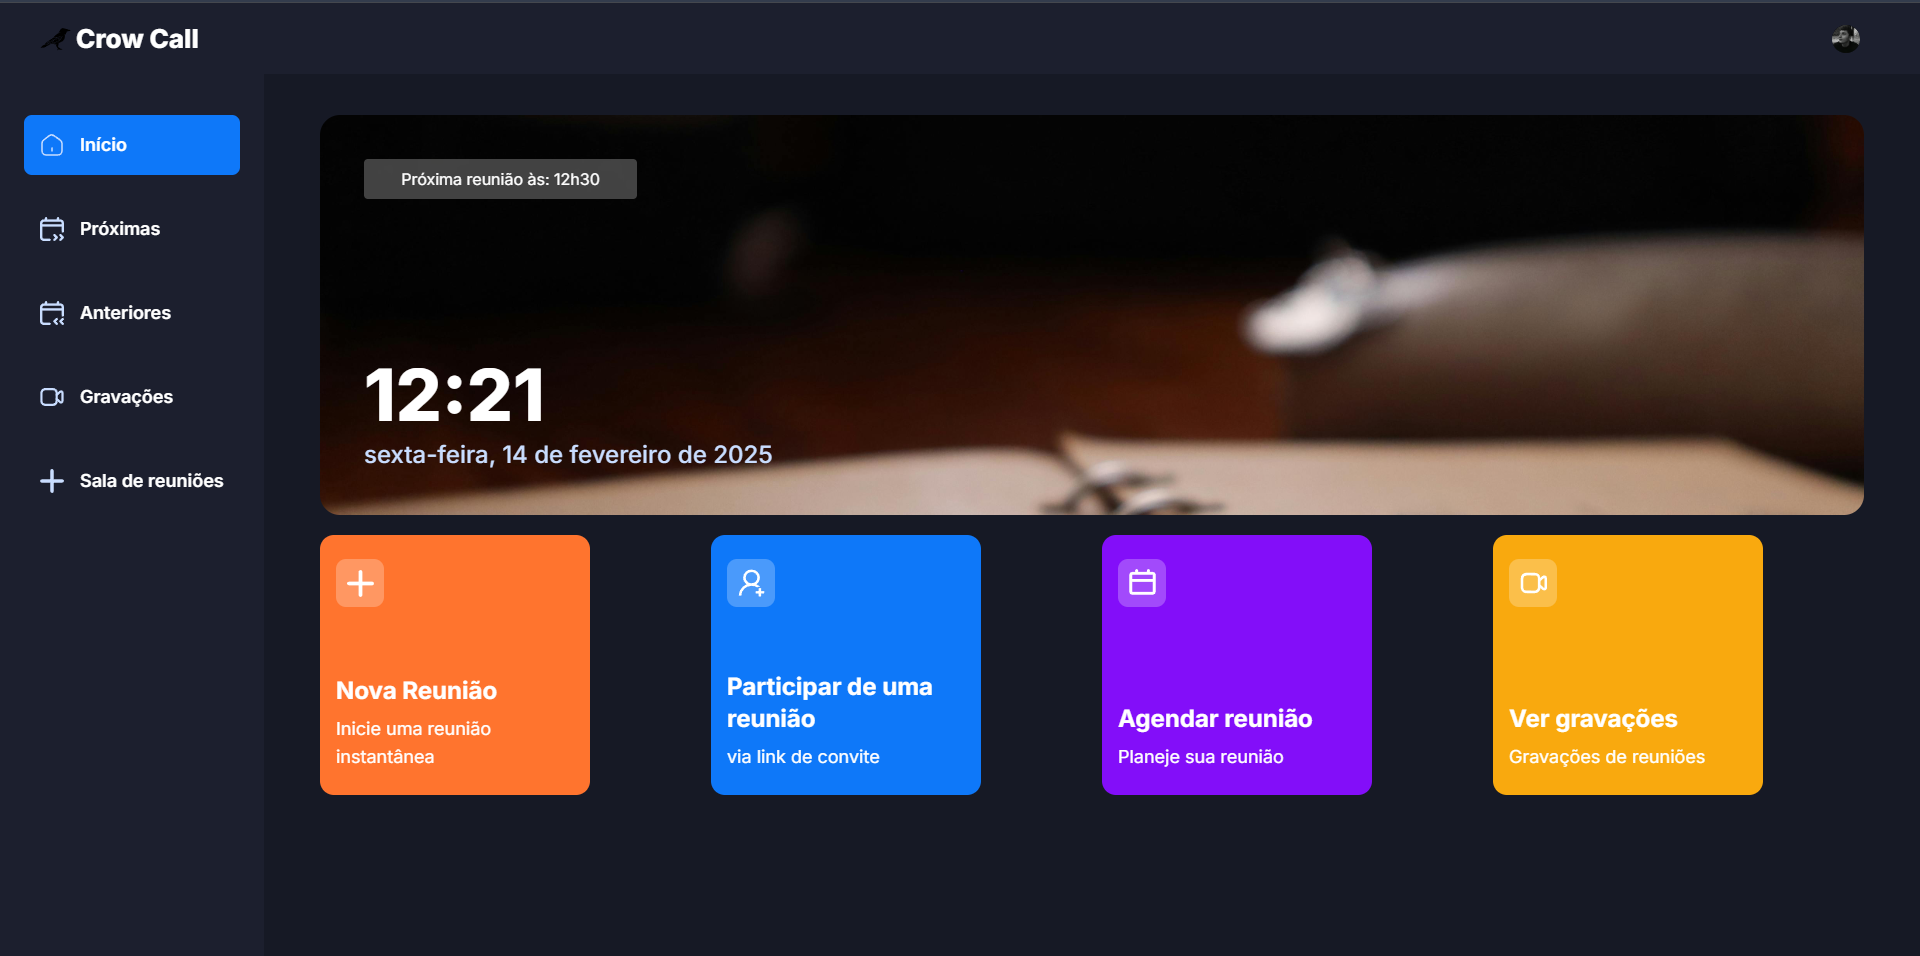 Crow Call
Início
Próximas
Anteriores
Gravações
Sala de reuniões
Próxima reunião às: 12h30
12:21
sexta-feira, 14 de fevereiro de 2025
Nova Reunião
Inicie uma reunião
instantânea
Participar de uma
reunião
via link de convite
Agendar reunião
Planeje sua reunião
Ver gravações
Gravações de reuniões